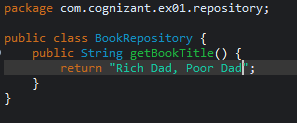 package com.cognizant.ex01.repository;
public class BookRepository {
public String getBookTitle() {
return "Rich Dad, Poor Dad";
}
}